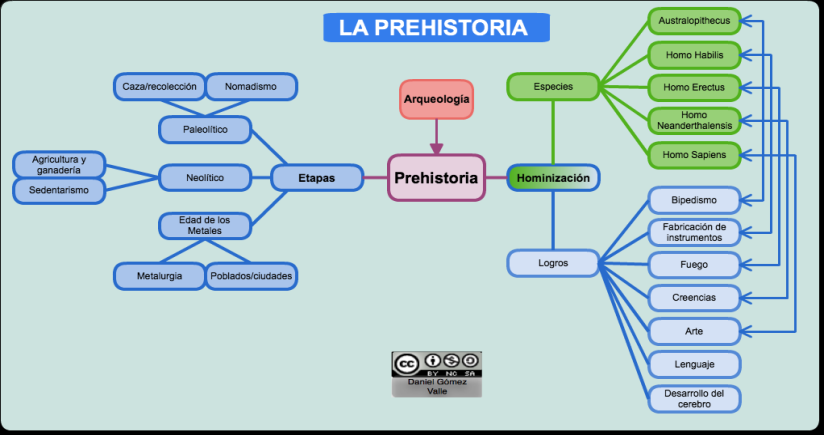 LA PREHISTORIA
Caza/recolección
Nomadismo
Paleolítico
Agricultura y
ganadería
Sedentarismo
Neolítico
Edad de los
Metales
Metalurgia
Poblados/ciudades
Etapas
Arqueología
Prehistoria
Hominización
Especies
Australopithecus
Homo Habilis
Homo Erectus
Homo
Neanderthalensis
Homo Sapiens
Logros
Bipedismo
Fabricación de
instrumentos
Fuego
Creencias
Arte
Lenguaje
Desarrollo del
cerebro
cc
BY NC SA
Daniel Gómez
Valle